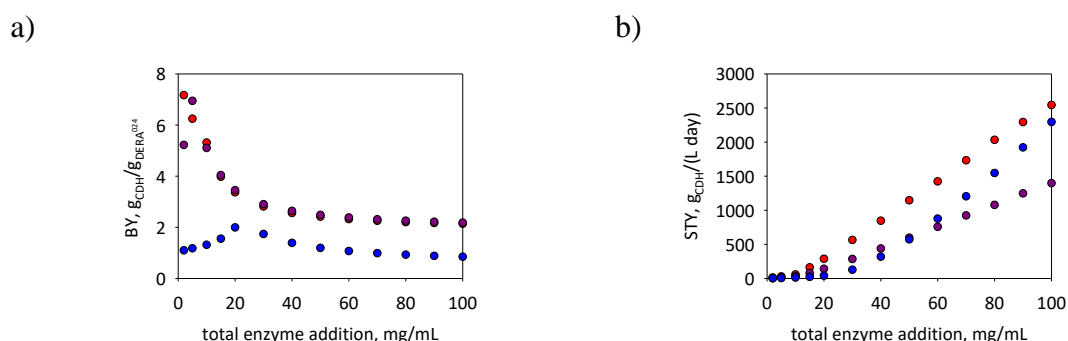 a)
b)
8
6
4
2
0
BY, g_CDH/g_DERA^024
0 20 40 60 80 100
total enzyme addition, mg/mL
3000
2500
2000
1500
1000
500
0
STY, g_CDH/(L day)
0 20 40 60 80 100
total enzyme addition, mg/mL